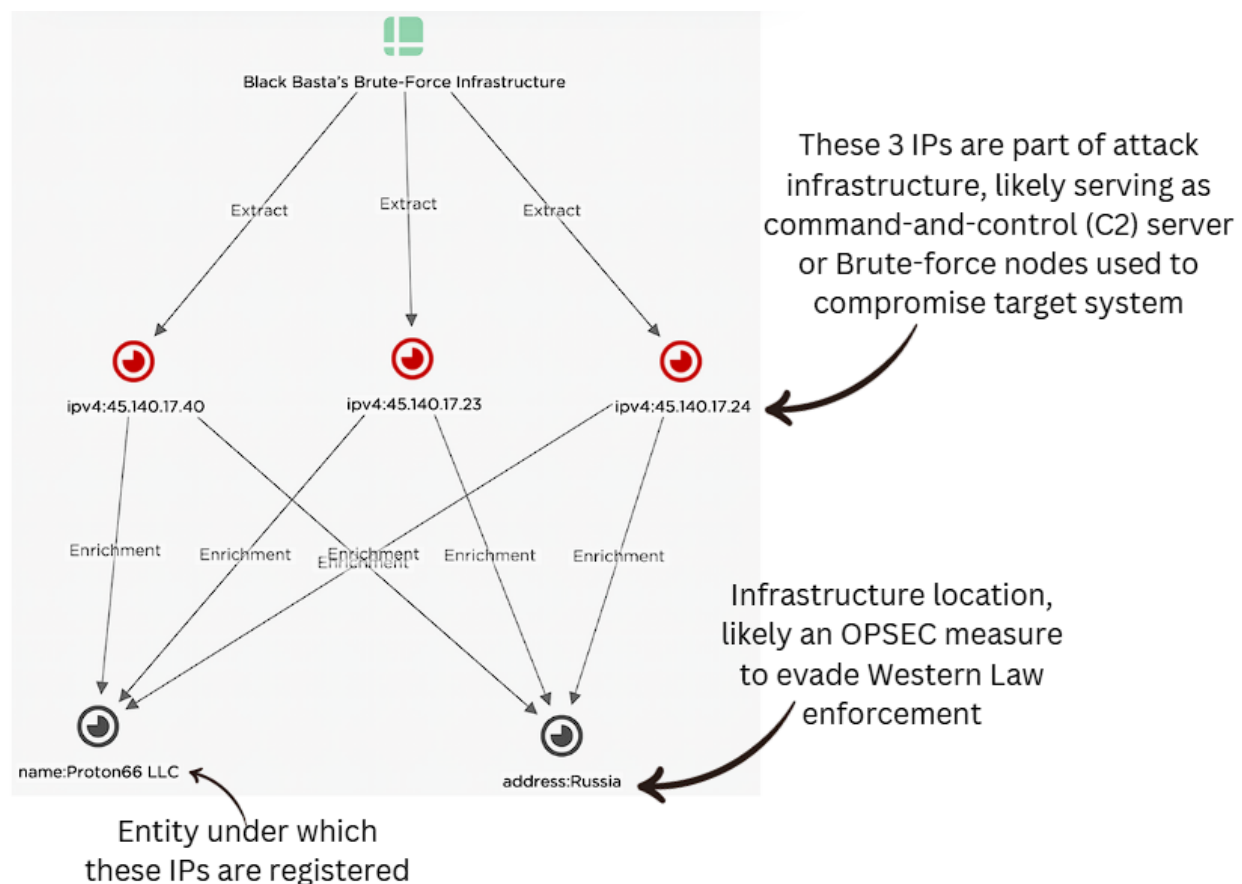 Black Basta's Brute-Force Infrastructure
These 3 IPs are part of attack
infrastructure, likely serving as
command-and-control (C2) server
or Brute-force nodes used to
compromise target system
Extract
Extract
Extract
ipv4:45.140.17.40
ipv4:45.140.17.23
ipv4:45.140.17.24
Enrichment
Enrichment
Enrichment
Enrichment
Enrichment
Enrichment
Infrastructure location,
likely an OPSEC measure
to evade Western Law
enforcement
name:Proton66 LLC
address:Russia
Entity under which
these IPs are registered